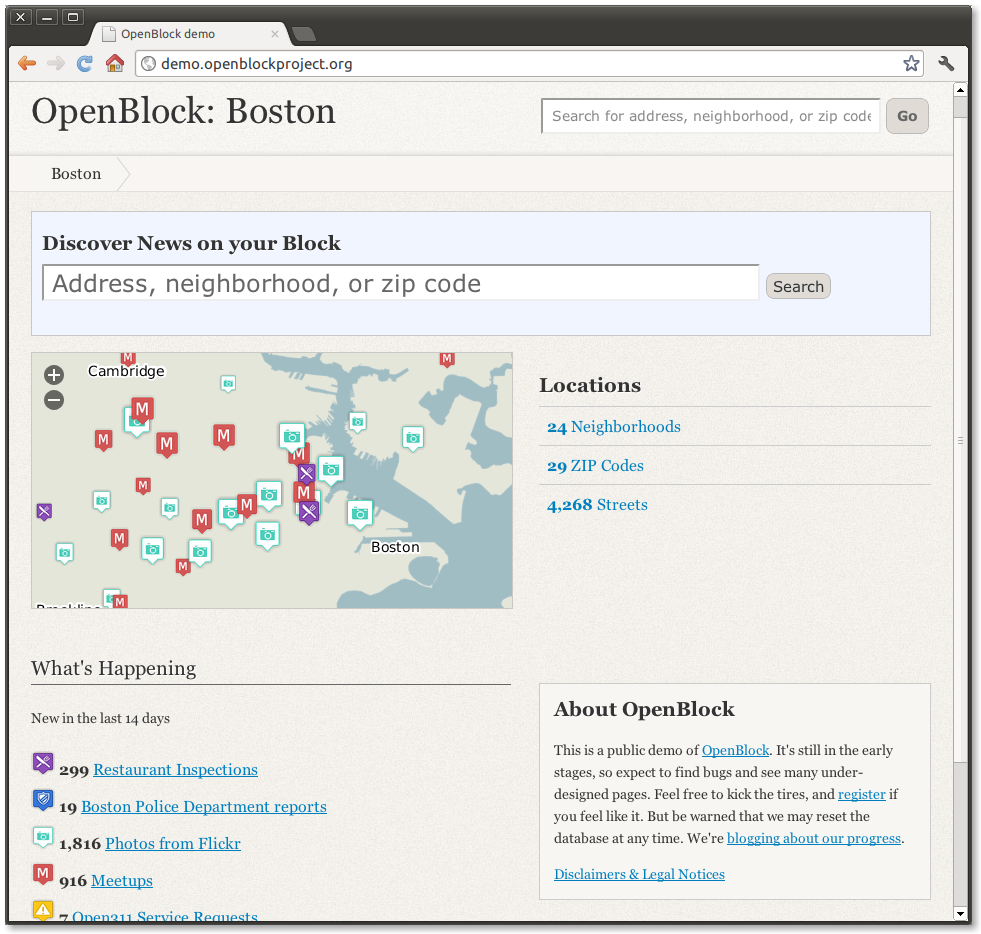 OpenBlock demo
demo.openblockproject.org
OpenBlock: Boston
Search for address, neighborhood, or zip code
Go
Boston
Discover News on your Block
Address, neighborhood, or zip code
Search
Cambridge
M
M
M
M
M
M
M
M
M
M
M
M
M
M
Boston
Locations
24 Neighborhoods
29 ZIP Codes
4,268 Streets
What's Happening
New in the last 14 days
299 Restaurant Inspections
19 Boston Police Department reports
1,816 Photos from Flickr
M
916 Meetups
7 Open311 Service Requests
About OpenBlock
This is a public demo of OpenBlock. It's still in the early
stages, so expect to find bugs and see many under-
designed pages. Feel free to kick the tires, and register if
you feel like it. But be warned that we may reset the
database at any time. We're blogging about our progress.
Disclaimers & Legal Notices